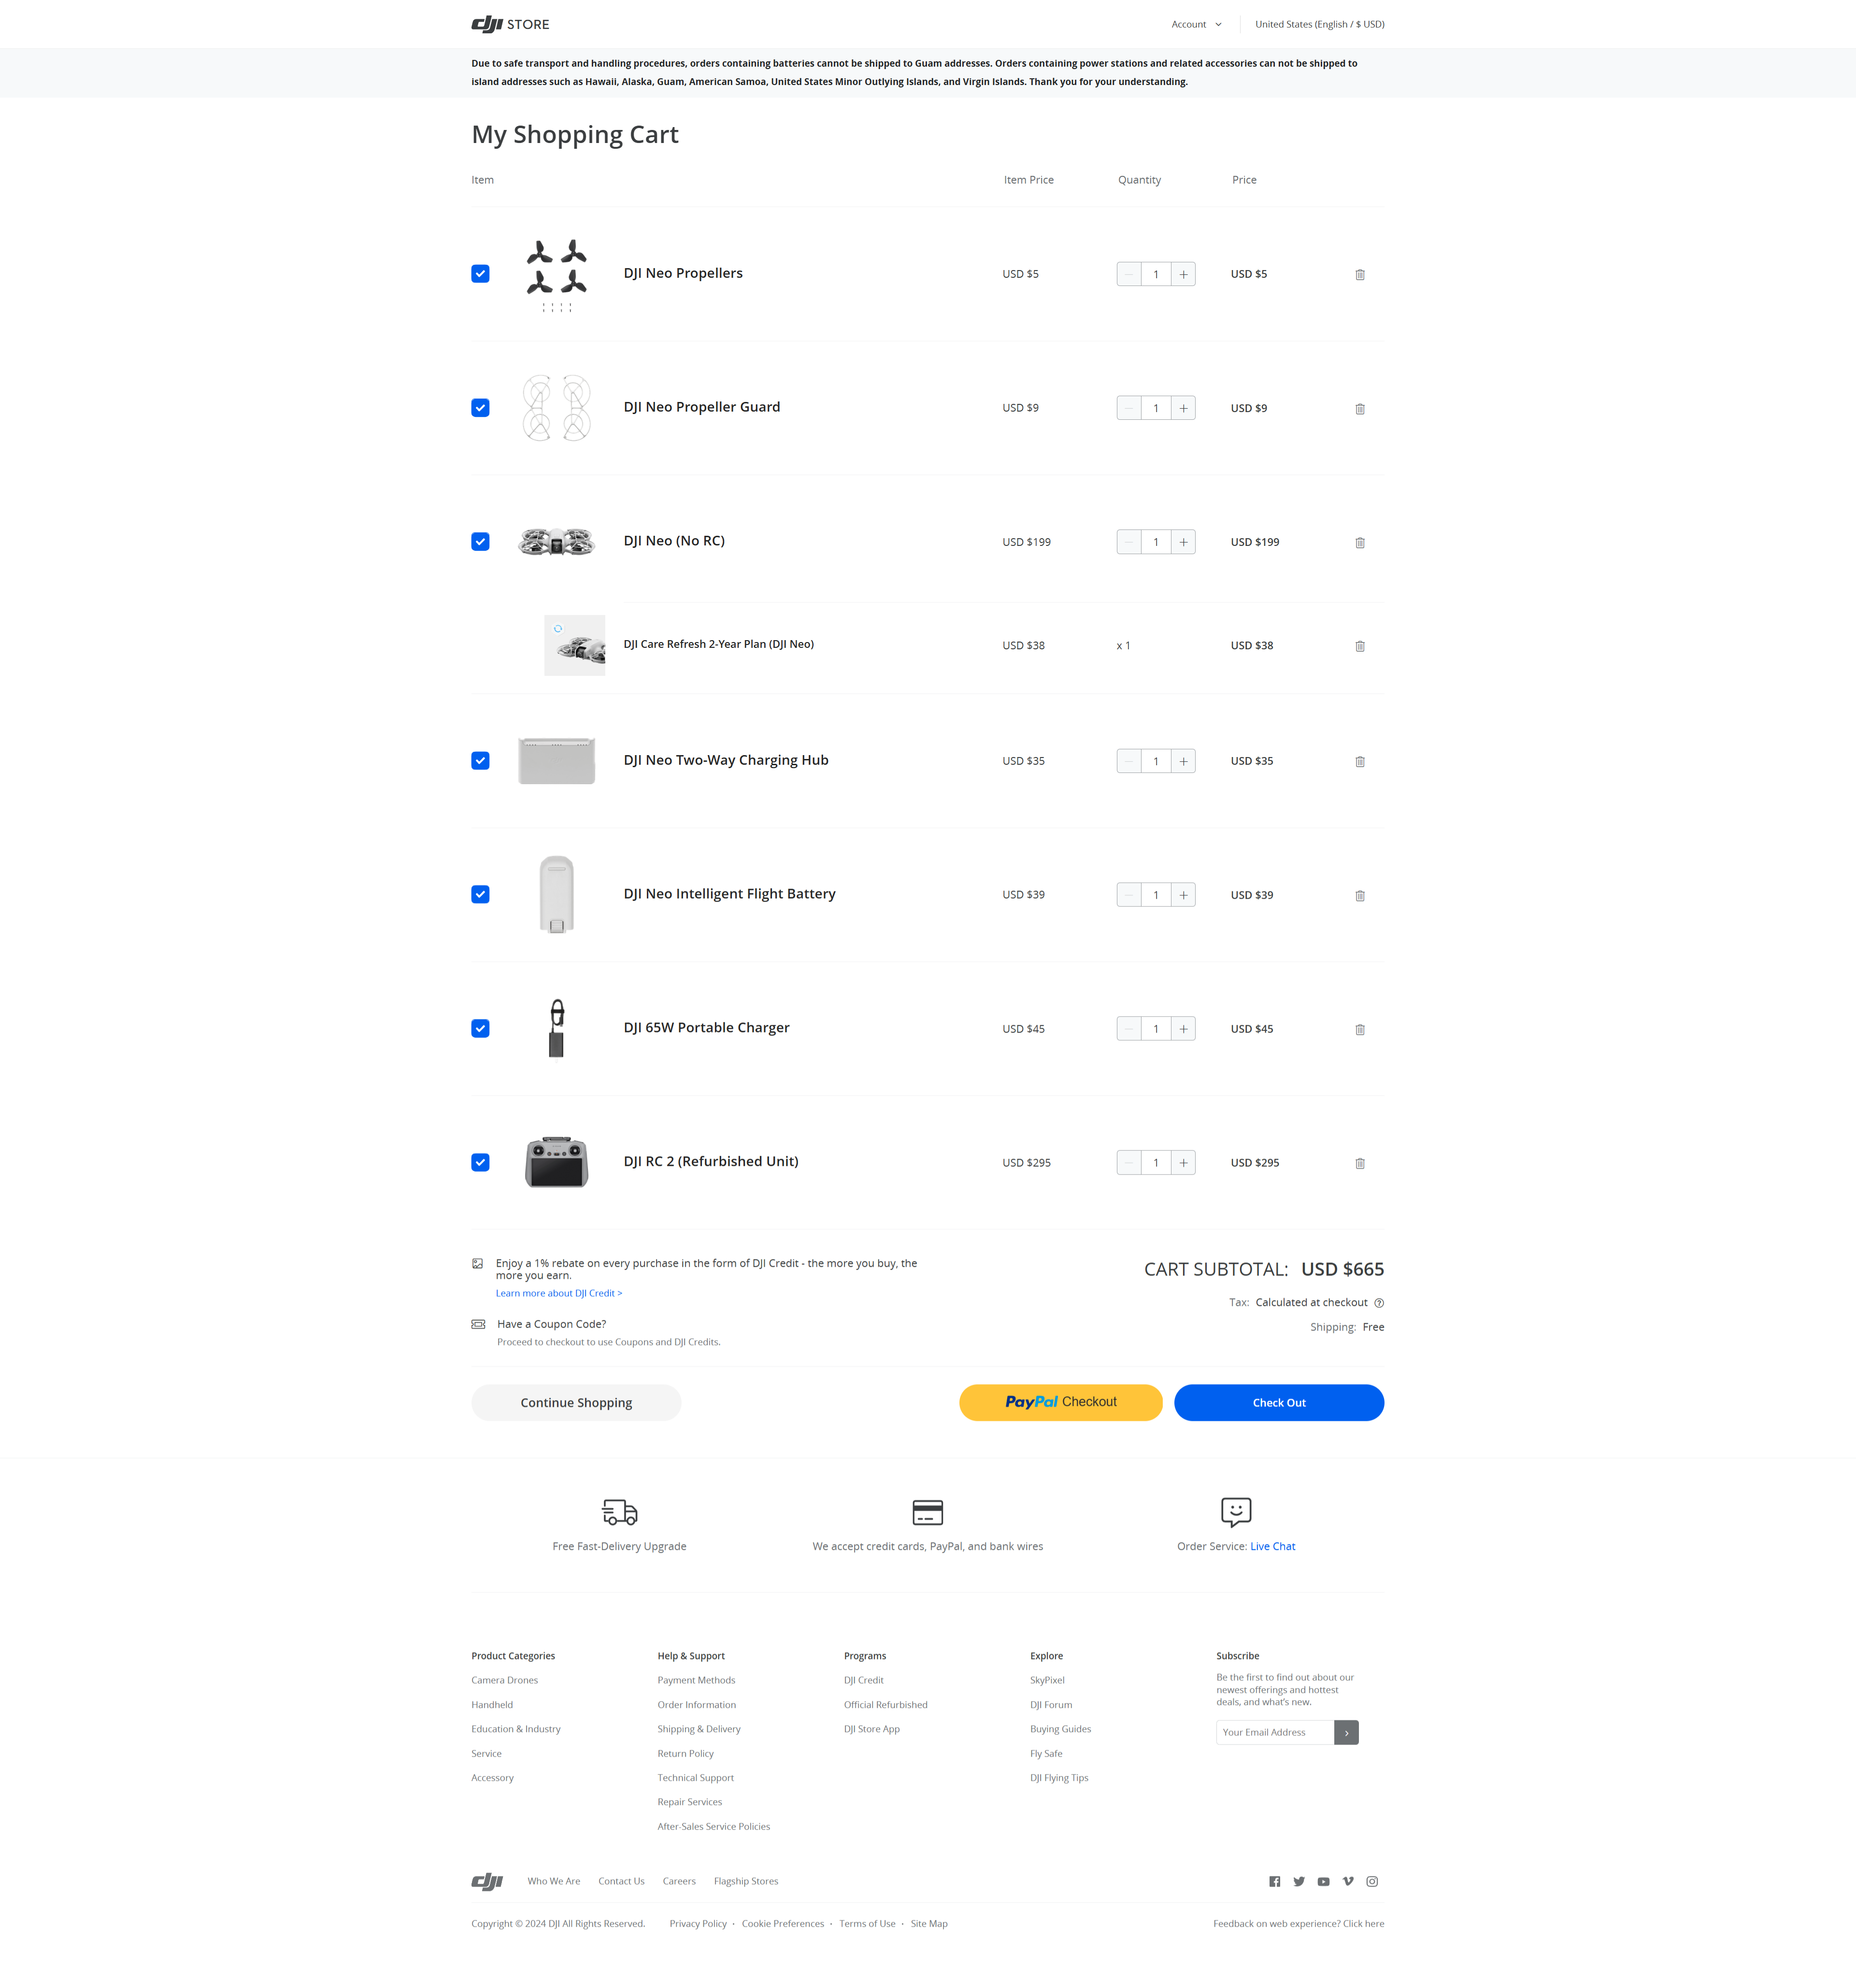 dji STORE
Account
United States (English / $ USD)
Due to safe transport and handling procedures, orders containing batteries cannot be shipped to Guam addresses. Orders containing power stations and related accessories can not be shipped to
island addresses such as Hawaii, Alaska, Guam, American Samoa, United States Minor Outlying Islands, and Virgin Islands. Thank you for your understanding.
My Shopping Cart
Item Item Price Quantity Price
DJI Neo Propellers USD $5 1 USD $5
DJI Neo Propeller Guard USD $9 1 USD $9
DJI Neo (No RC) USD $199 1 USD $199
DJI Care Refresh 2-Year Plan (DJI Neo) USD $38 x 1 USD $38
DJI Neo Two-Way Charging Hub USD $35 1 USD $35
DJI Neo Intelligent Flight Battery USD $39 1 USD $39
DJI 65W Portable Charger USD $45 1 USD $45
DJI RC 2 (Refurbished Unit) USD $295 1 USD $295
Enjoy a 1% rebate on every purchase in the form of DJI Credit - the more you buy, the
more you earn.
Learn more about DJI Credit >
Have a Coupon Code?
Proceed to checkout to use Coupons and DJI Credits.
CART SUBTOTAL: USD $665
Tax: Calculated at checkout
Shipping: Free
Continue Shopping
PayPal Checkout
Check Out
Free Fast-Delivery Upgrade
We accept credit cards, PayPal, and bank wires
Order Service: Live Chat
Product Categories
Camera Drones
Handheld
Education & Industry
Service
Accessory
Help & Support
Payment Methods
Order Information
Shipping & Delivery
Return Policy
Technical Support
Repair Services
After-Sales Service Policies
Programs
DJI Credit
Official Refurbished
DJI Store App
Explore
SkyPixel
DJI Forum
Buying Guides
Fly Safe
DJI Flying Tips
Subscribe
Be the first to find out about our
newest offerings and hottest
deals, and what's new.
Your Email Address
dji Who We Are Contact Us Careers Flagship Stores
Copyright © 2024 DJI All Rights Reserved. Privacy Policy · Cookie Preferences · Terms of Use · Site Map
Feedback on web experience? Click here